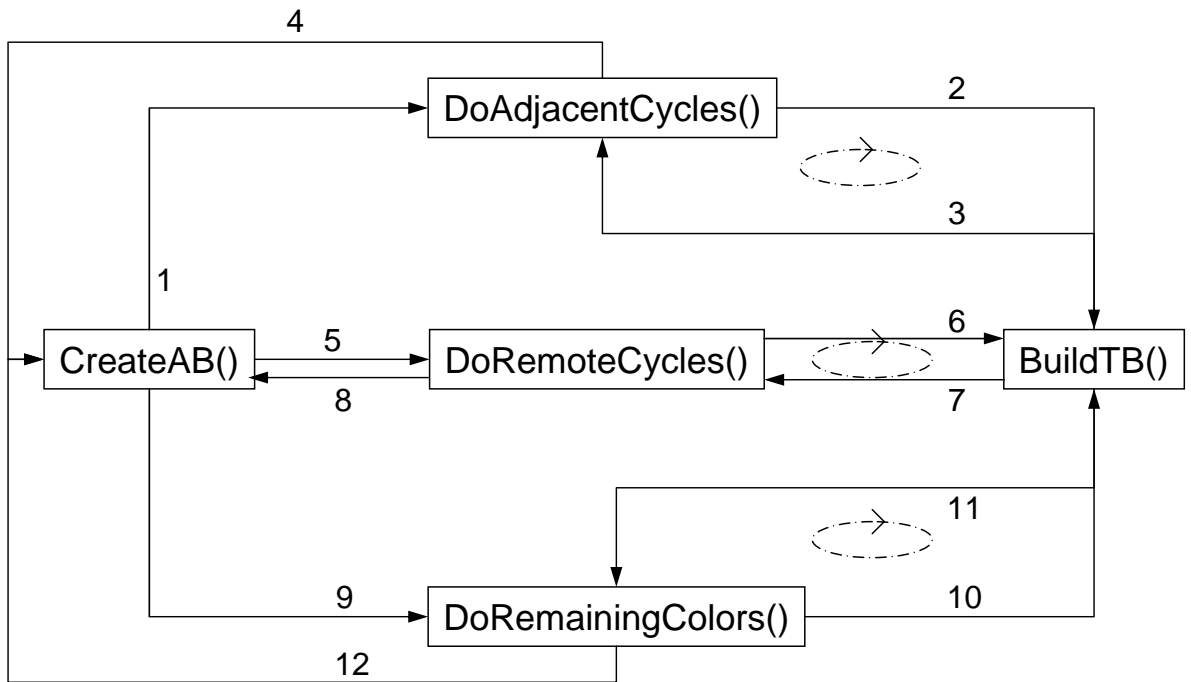 4
DoAdjacentCycles()
2
3
1
CreateAB()
5
8
DoRemoteCycles()
6
7
BuildTB()
11
9
DoRemainingColors()
10
12